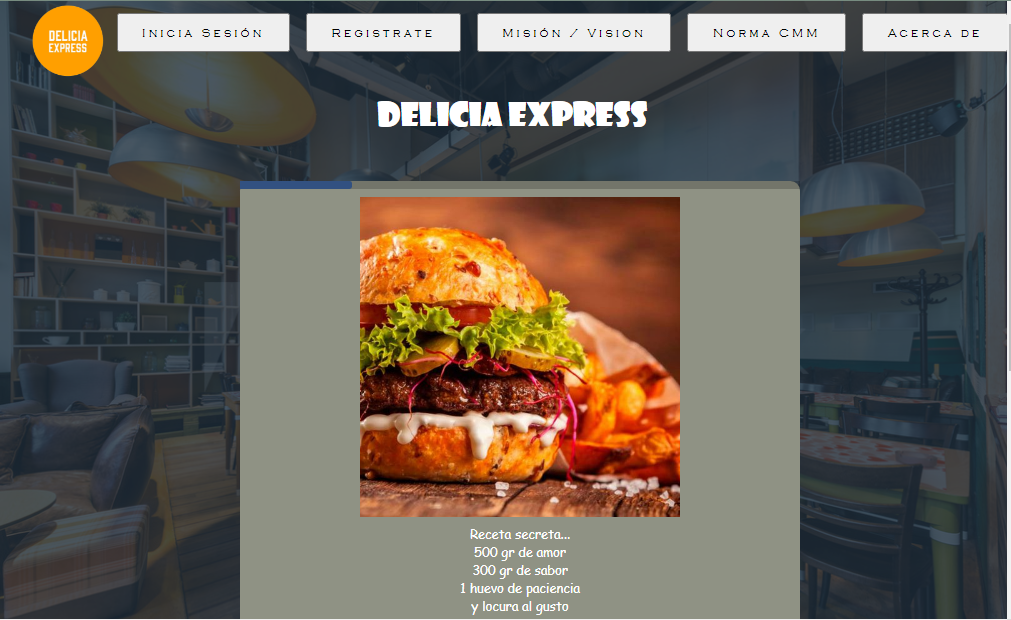 DELICIA
EXPRESS
Inicia Sesión
Registrate
Misión / Vision
Norma CMM
Acerca de
DELICIA EXPRESS
Receta secreta...
500 gr de amor
300 gr de sabor
1 huevo de paciencia
y locura al gusto